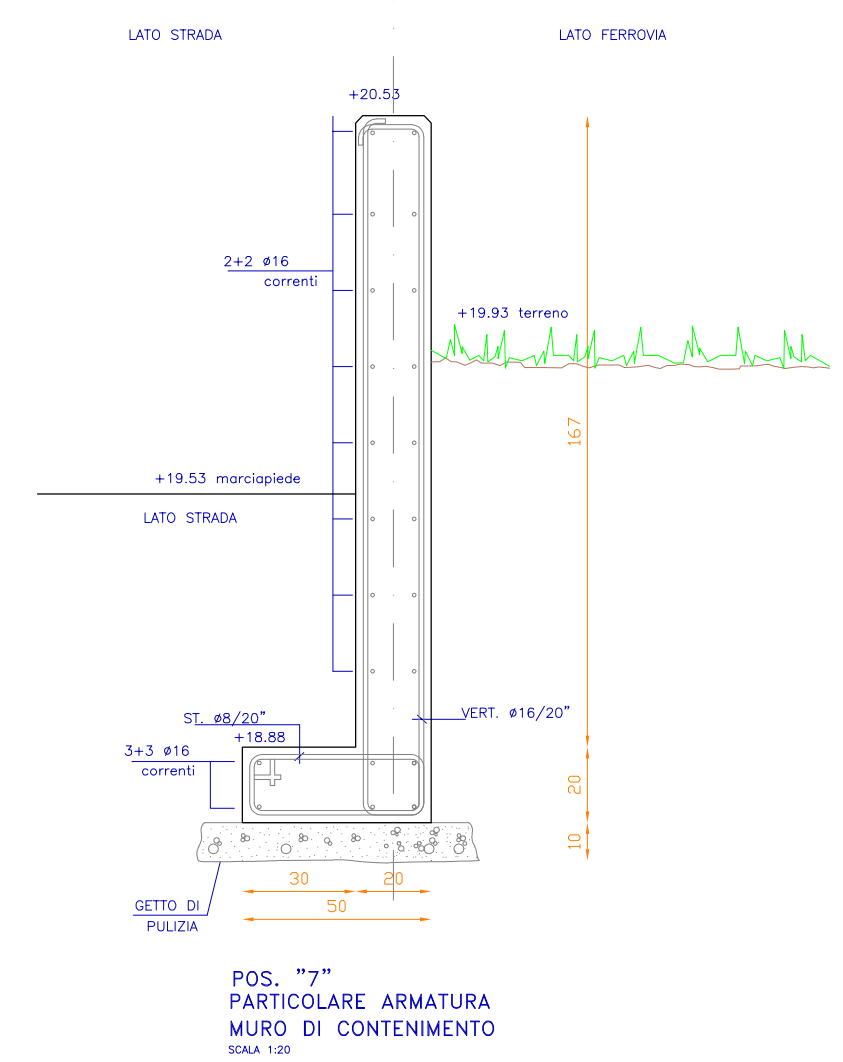 LATO STRADA
LATO FERROVIA
+20.53
2+2 ø16
correnti
+19.93 terreno
167
+19.53 marciapiede
LATO STRADA
ST. ø8/20”
VERT. ø16/20”
+18.88
3+3 ø16
correnti
20
10
30
20
50
GETTO DI
PULIZIA
POS. ”7”
PARTICOLARE ARMATURA
MURO DI CONTENIMENTO
SCALA 1:20